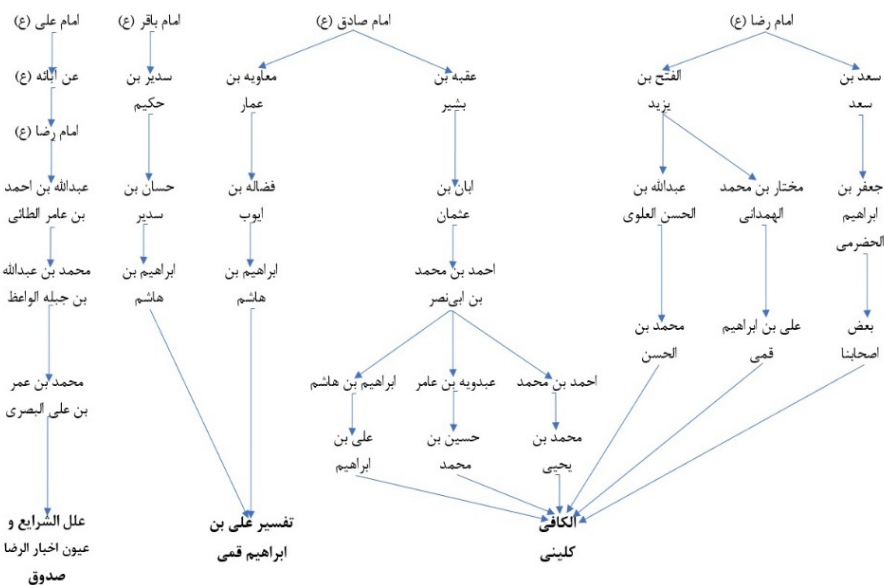 امام رضا (ع)
امام صادق (ع)
امام باقر (ع)
امام علی (ع)
سعد بن
سعد
الفتح بن
یزید
عقبه بن
بشیر
معاویه بن
عمار
سدیر بن
حکیم
عن آبائه (ع)
امام رضا (ع)
جعفر بن
ابراهیم
الحضرمی
مختار بن محمد
الهمدانی
عبدالله بن
الحسن العلوی
ابان بن
عثمان
فضاله بن
ایوب
حسان بن
سدیر
عبدالله بن احمد
بن عامر الطائی
احمد بن محمد
بن ابی‌نصر
ابراهیم بن
هاشم
ابراهیم بن
هاشم
محمد بن عبدالله
بن جبله الواعظ
بعض
اصحابنا
علی بن ابراهیم
قمی
محمد بن
الحسن
احمد بن محمد
عبدویه بن عامر
ابراهیم بن هاشم
محمد بن عمر
بن علی البصری
محمد بن
یحیی
حسین بن
محمد
علی بن
ابراهیم
الکافی
کلینی
تفسیر علی بن
ابراهیم قمی
علل الشرایع و
عیون اخبار الرضا
صدوق